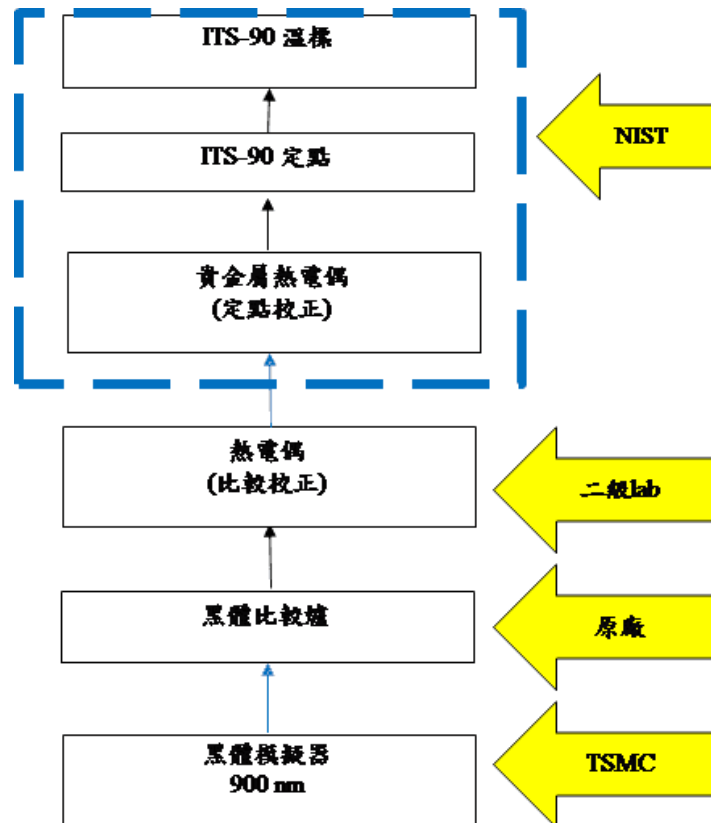 ITS-90 溫標
ITS-90 定點
NIST
貴金屬熱電偶
(定點校正)
熱電偶
(比較校正)
二級lab
黑體比較爐
原廠
黑體模擬器
900 nm
TSMC